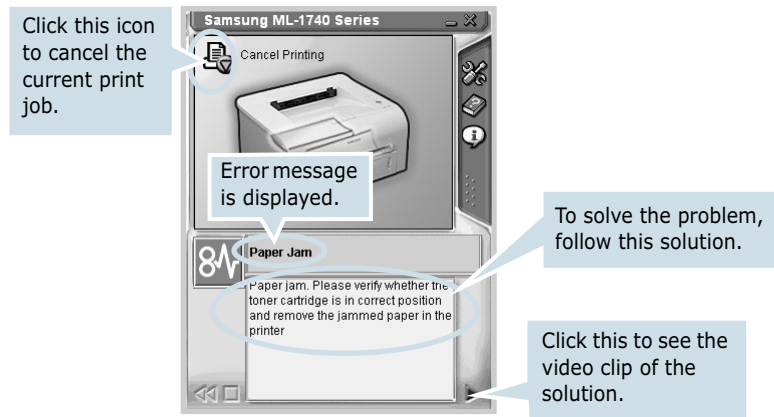 Click this icon
to cancel the
current print
job.
Samsung ML-1740 Series
Cancel Printing
Error message
is displayed.
Paper Jam
Paper jam. Please verify whether the
toner cartridge is in correct position
and remove the jammed paper in the
printer
To solve the problem,
follow this solution.
Click this to see the
video clip of the
solution.